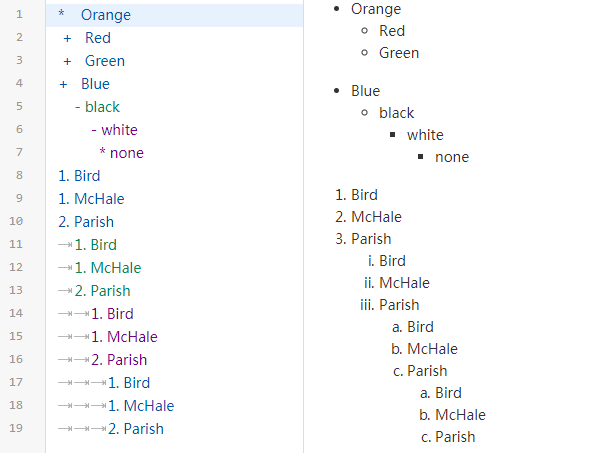 1 * Orange
2 + Red
3 + Green
4 + Blue
5 - black
6 - white
7 * none
8 1. Bird
9 1. McHale
10 2. Parish
11 1. Bird
12 1. McHale
13 2. Parish
14 1. Bird
15 1. McHale
16 2. Parish
17 1. Bird
18 1. McHale
19 2. Parish
• Orange
◦ Red
◦ Green
• Blue
◦ black
▪ white
▪ none
1. Bird
2. McHale
3. Parish
i. Bird
ii. McHale
iii. Parish
a. Bird
b. McHale
c. Parish
a. Bird
b. McHale
c. Parish